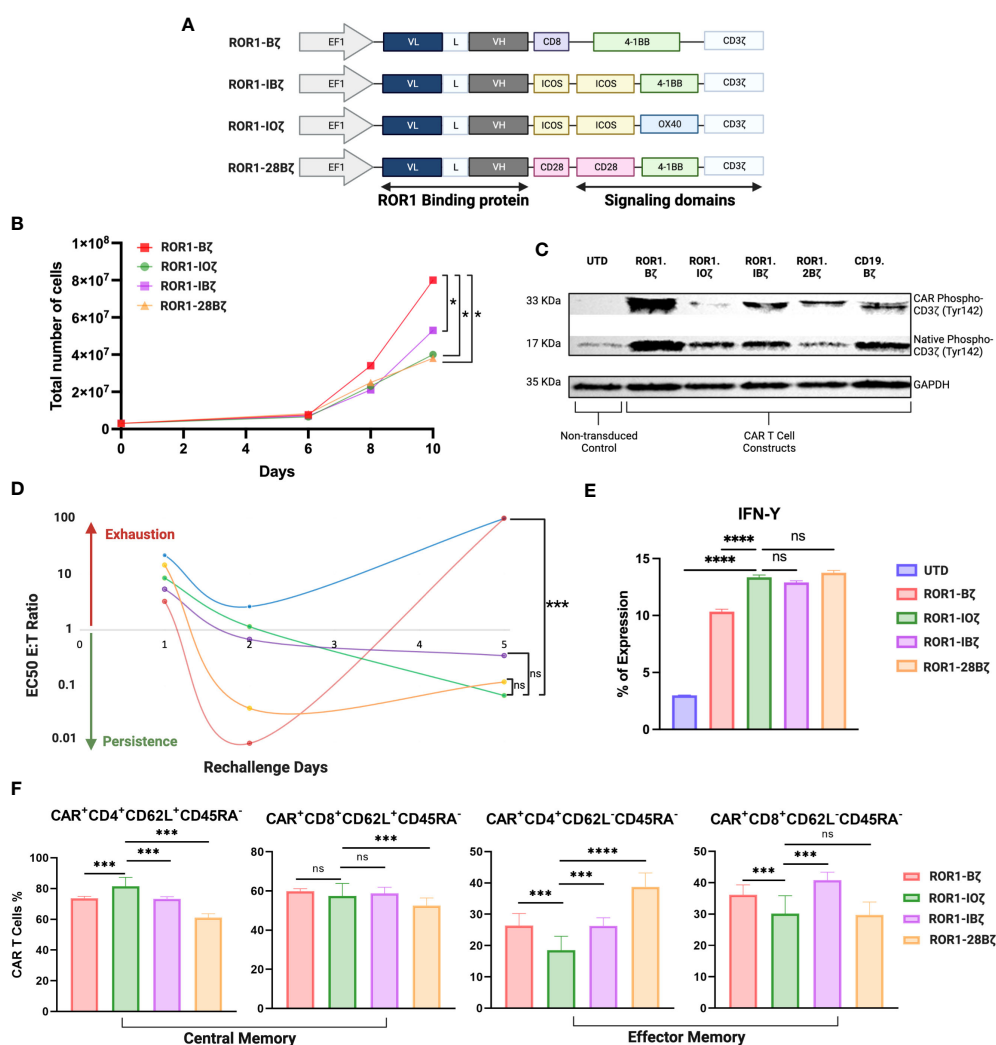 A
ROR1-Bζ EF1 VL L VH CD8 4-1BB CD3ζ
ROR1-IBζ EF1 VL L VH ICOS ICOS 4-1BB CD3ζ
ROR1-IOζ EF1 VL L VH ICOS ICOS OX40 CD3ζ
ROR1-28Bζ EF1 VL L VH CD28 CD28 4-1BB CD3ζ
ROR1 Binding protein Signaling domains
B
Total number of cells
1×10⁸
8×10⁷
6×10⁷
4×10⁷
2×10⁷
0
0 2 4 6 8 10
Days
ROR1-Bζ
ROR1-IOζ
ROR1-IBζ
ROR1-28Bζ
* * *
C
UTD ROR1. ROR1. ROR1. ROR1. CD19.
Bζ IOζ IBζ 2Bζ Bζ
33 KDa
17 KDa
35 KDa
CAR Phospho-
CD3ζ (Tyr142)
Native Phospho-
CD3ζ (Tyr142)
GAPDH
Non-transduced
Control
CAR T Cell
Constructs
D
EC50 E:T Ratio
100
10
1
0.1
0.01
Exhaustion
Persistence
0 1 2 3 4 5
Rechallenge Days
ns
ns
***
E
IFN-Y
% of Expression
15
10
5
0
**** ns
**** ns
UTD
ROR1-Bζ
ROR1-IOζ
ROR1-IBζ
ROR1-28Bζ
F
CAR⁺CD4⁺CD62L⁺CD45RA⁻
CAR T Cells %
100
80
60
40
20
0
***
***
***
CAR⁺CD8⁺CD62L⁺CD45RA⁻
80
60
40
20
0
***
ns
ns
CAR⁺CD4⁺CD62L⁻CD45RA⁻
50
40
30
20
10
0
****
***
***
CAR⁺CD8⁺CD62L⁻CD45RA⁻
50
40
30
20
10
0
ns
***
***
ROR1-Bζ
ROR1-IOζ
ROR1-IBζ
ROR1-28Bζ
Central Memory
Effector Memory